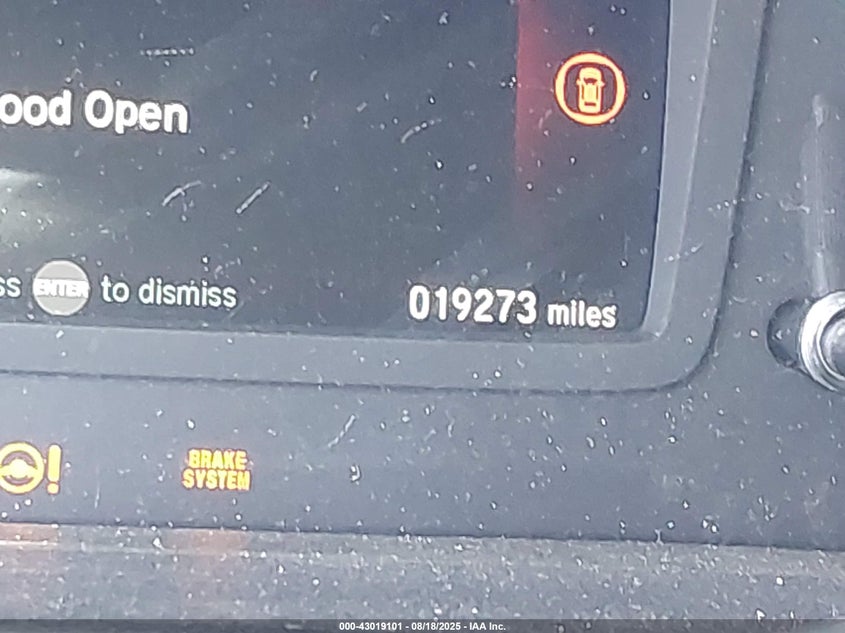 ood Open
ss ENTER to dismiss
019273 miles
!
BRAKE
SYSTEM
000-43019101 - 08/18/2025 - IAA Inc.